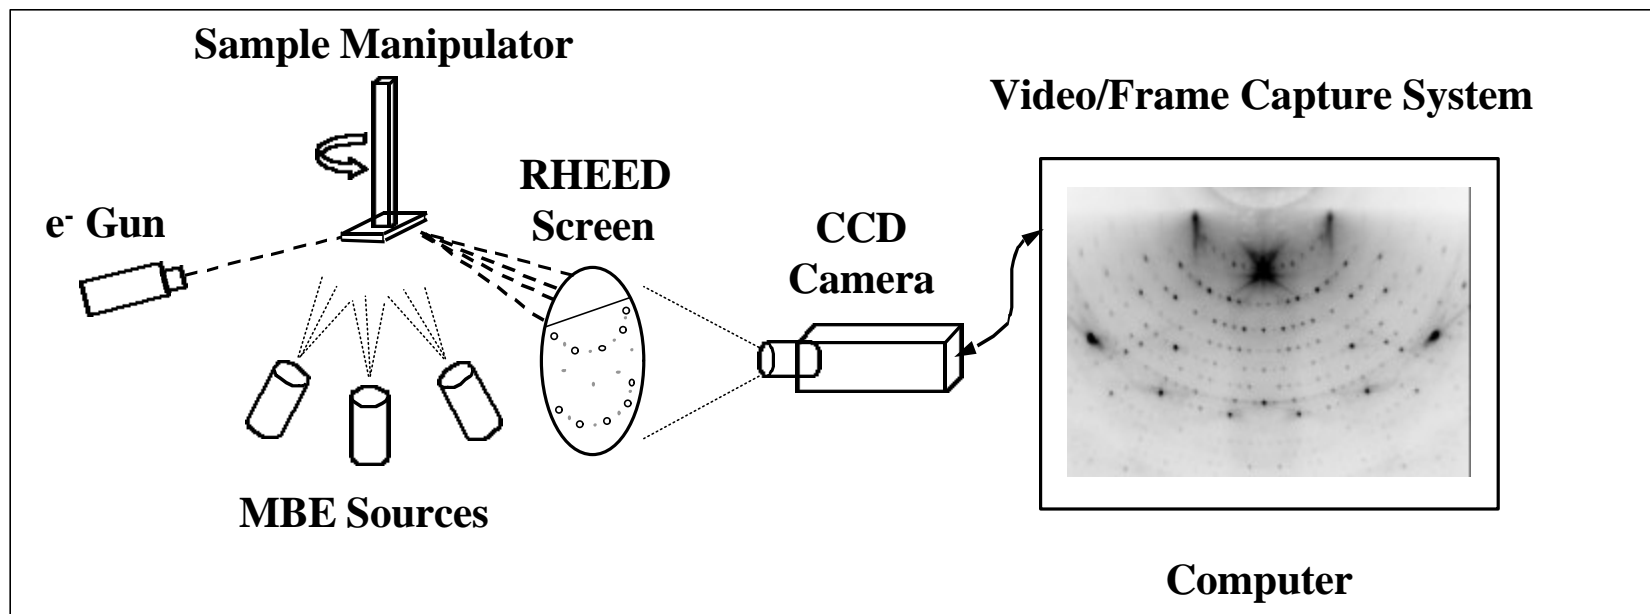 Sample Manipulator
Video/Frame Capture System
RHEED
Screen
e- Gun
CCD
Camera
MBE Sources
Computer